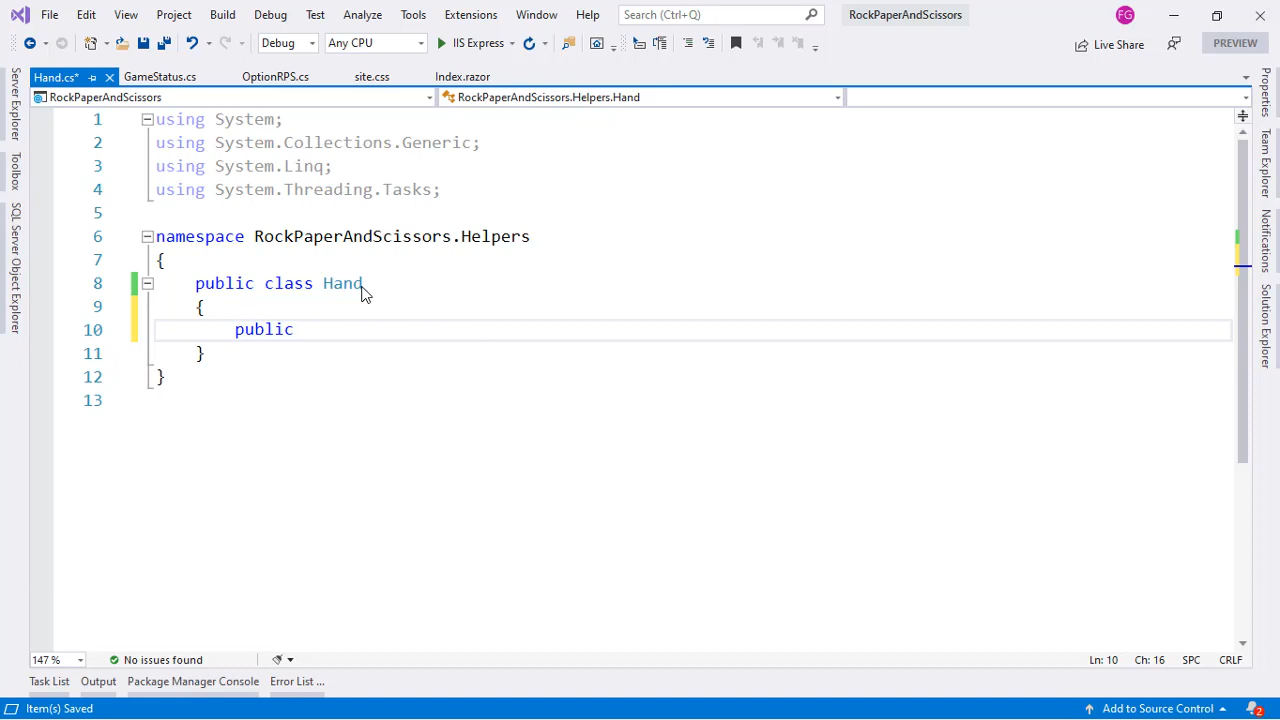 File Edit View Project Build Debug Test Analyze Tools Extensions Window Help Search (Ctrl+Q) RockPaperAndScissors FG
Debug Any CPU IIS Express Live Share PREVIEW
Hand.cs* GameStatus.cs OptionRPS.cs site.css Index.razor
RockPaperAndScissors RockPaperAndScissors.Helpers.Hand
1 using System;
2 using System.Collections.Generic;
3 using System.Linq;
4 using System.Threading.Tasks;
5
6 namespace RockPaperAndScissors.Helpers
7 {
8 public class Hand
9 {
10 public
11 }
12 }
13
Server Explorer
Toolbox
SQL Server Object Explorer
Properties
Team Explorer
Notifications
Solution Explorer
147 % No issues found Ln: 10 Ch: 16 SPC CRLF
Task List Output Package Manager Console Error List ...
Item(s) Saved Add to Source Control 2